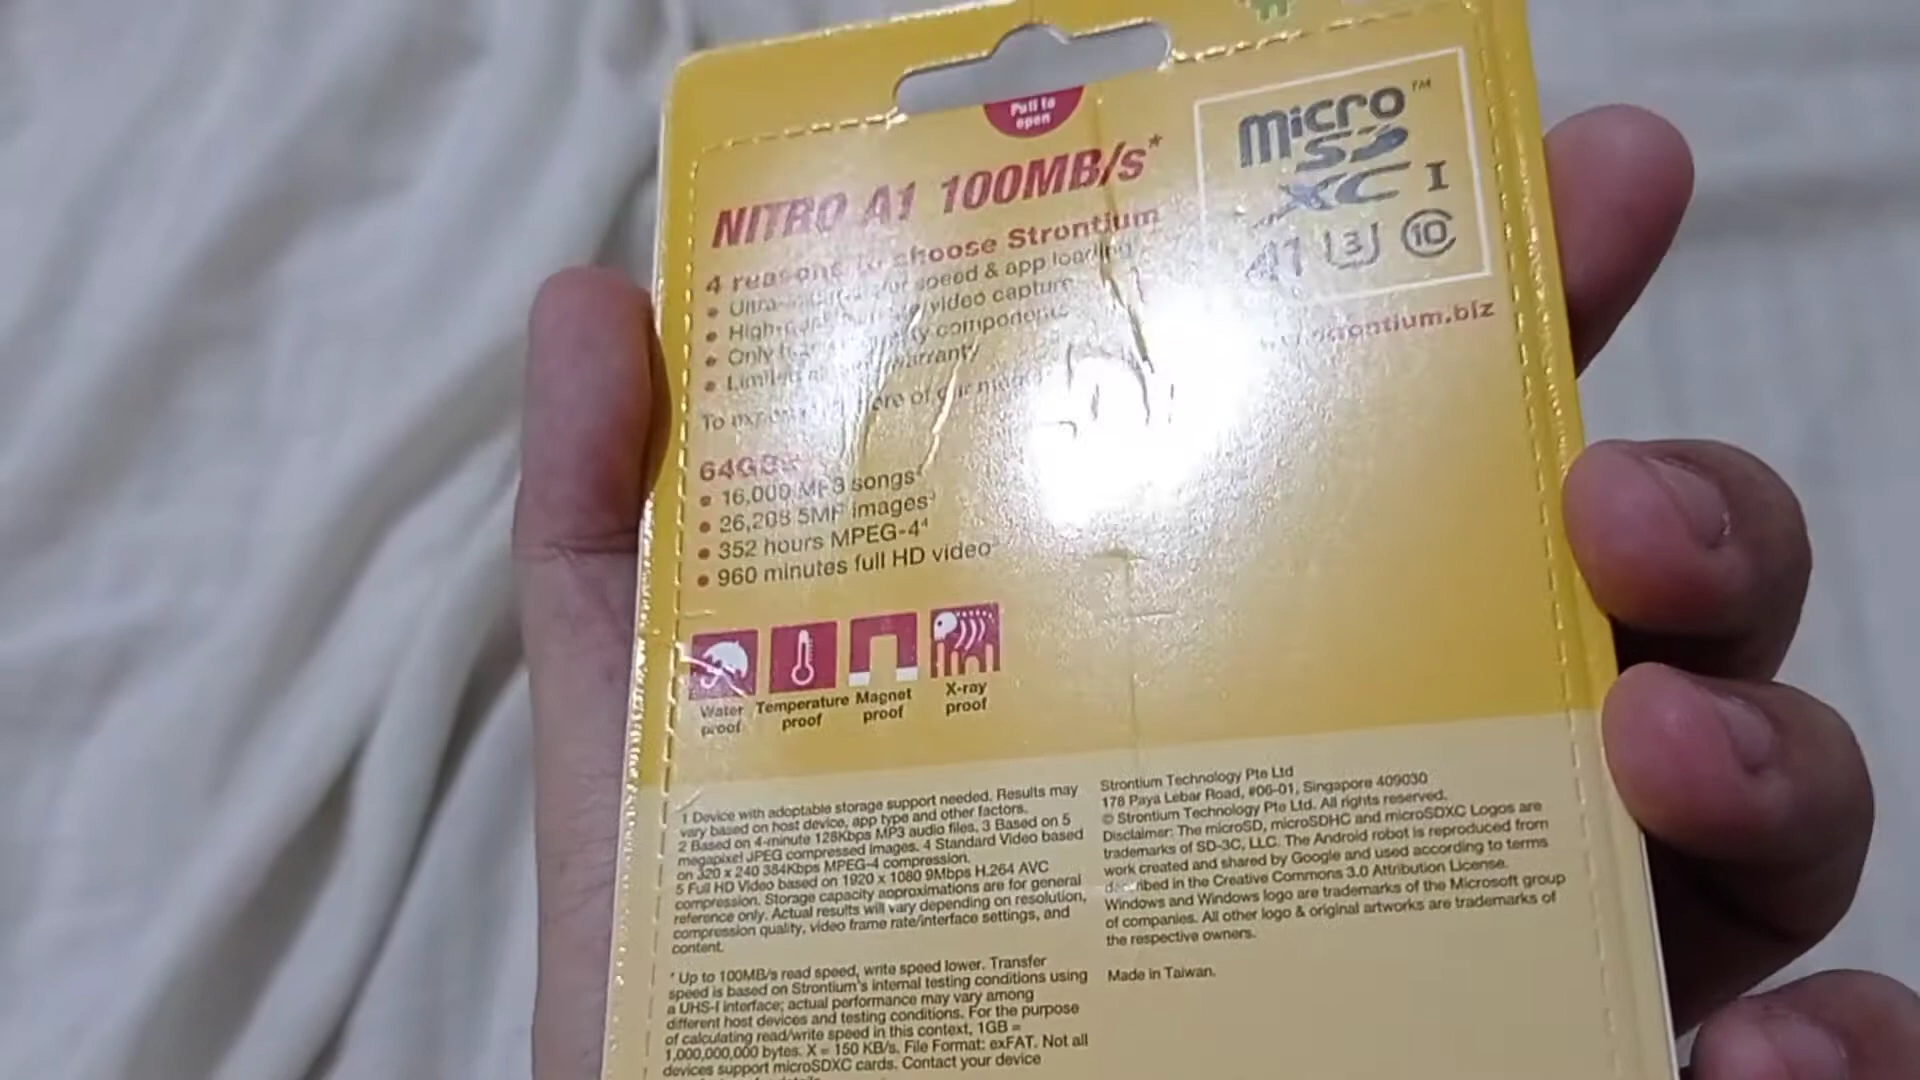 Pull to
open
NITRO A1 100MB/s*
micro™
SD
XC I
A1 U3 10
4 reasons to choose Strontium
speed & app loading
video capture
Only components
warranty
To of our
strontium.biz
64GB
16,000 MP3 songs²
26,208 5MP images³
352 hours MPEG-4⁴
960 minutes full HD video⁵
Water
proof
Temperature
proof
Magnet
proof
X-ray
proof
1 Device with adoptable storage support needed. Results may
vary based on host device, app type and other factors.
2 Based on 4-minute 128Kbps MP3 audio files. 3 Based on 5
megapixel JPEG compressed images. 4 Standard Video based
on 320 x 240 384Kbps MPEG-4 compression.
5 Full HD Video based on 1920 x 1080 9Mbps H.264 AVC
compression. Storage capacity approximations are for general
reference only. Actual results will vary depending on resolution,
compression quality, video frame rate/interface settings, and
content.
* Up to 100MB/s read speed, write speed lower. Transfer
speed is based on Strontium's internal testing conditions using
a UHS-I interface; actual performance may vary among
different host devices and testing conditions. For the purpose
of calculating read/write speed in this context, 1GB =
1,000,000,000 bytes. X = 150 KB/s. File Format: exFAT. Not all
devices support microSDXC cards. Contact your device
Strontium Technology Pte Ltd
178 Paya Lebar Road, #06-01, Singapore 409030
© Strontium Technology Pte Ltd. All rights reserved.
Disclaimer: The microSD, microSDHC and microSDXC Logos are
trademarks of SD-3C, LLC. The Android robot is reproduced from
work created and shared by Google and used according to terms
described in the Creative Commons 3.0 Attribution License.
Windows and Windows logo are trademarks of the Microsoft group
of companies. All other logo & original artworks are trademarks of
the respective owners.
Made in Taiwan.